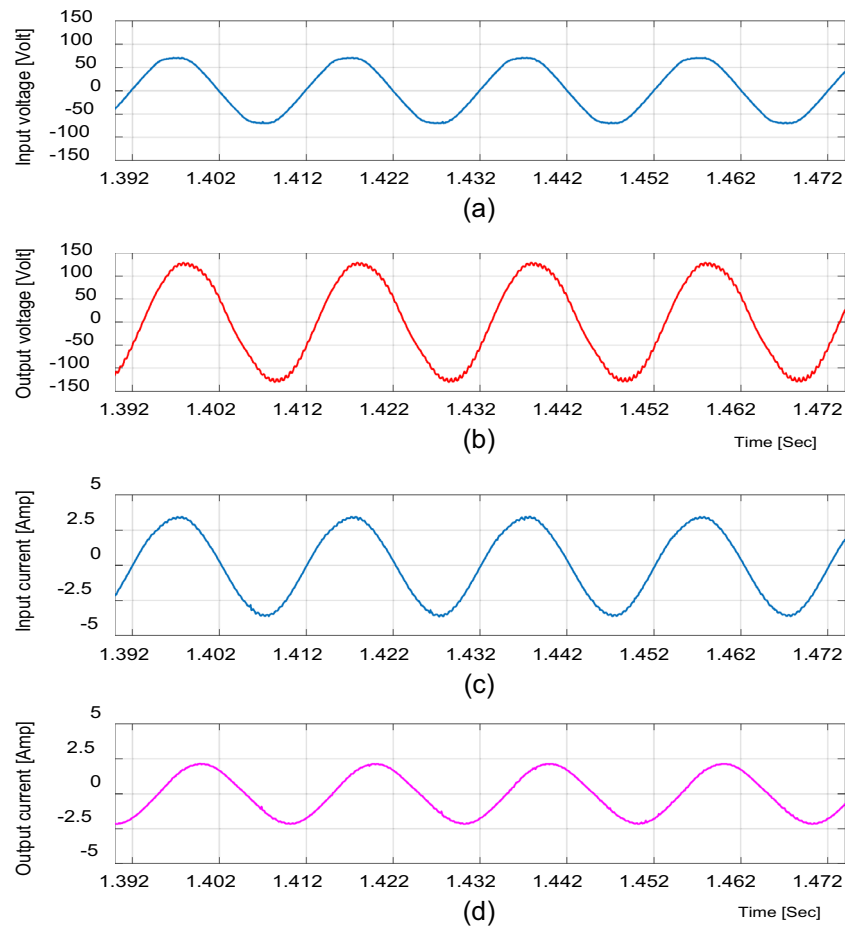 Input voltage [Volt]
150
100
50
0
-50
-100
-150
1.392 1.402 1.412 1.422 1.432 1.442 1.452 1.462 1.472
(a)
Output voltage [Volt]
150
100
50
0
-50
-100
-150
1.392 1.402 1.412 1.422 1.432 1.442 1.452 1.462 1.472
(b)
Time [Sec]
Input current [Amp]
5
2.5
0
-2.5
-5
1.392 1.402 1.412 1.422 1.432 1.442 1.452 1.462 1.472
(c)
Output current [Amp]
5
2.5
0
-2.5
-5
1.392 1.402 1.412 1.422 1.432 1.442 1.452 1.462 1.472
(d)
Time [Sec]